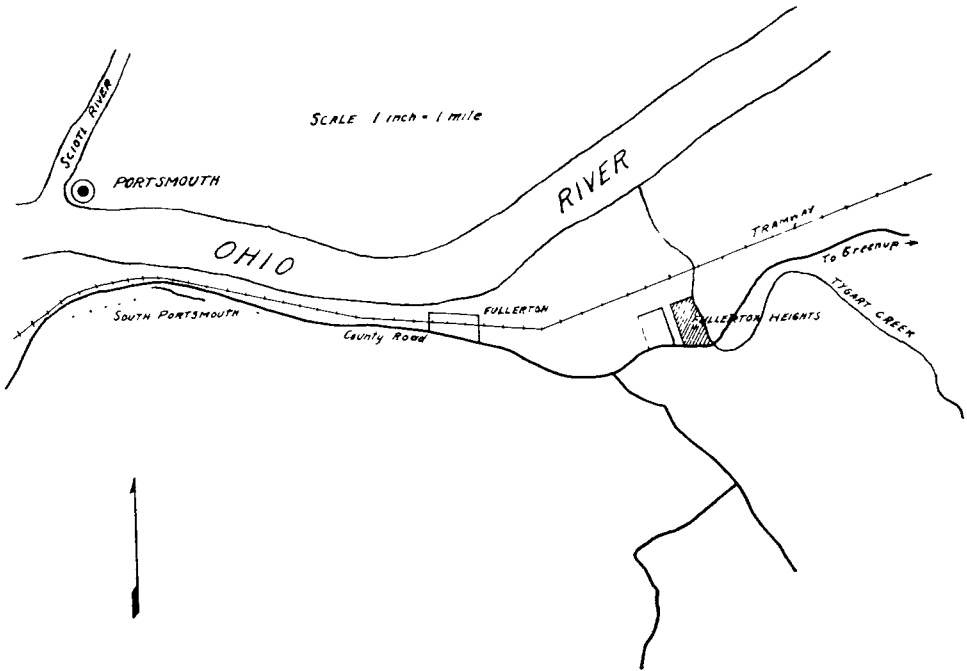 SCIOTI RIVER
SCALE 1 inch = 1 mile
PORTSMOUTH
RIVER
OHIO
TRAMWAY
To Greenup
TYGART CREEK
SOUTH PORTSMOUTH
FULLERTON
FULLERTON HEIGHTS
County Road